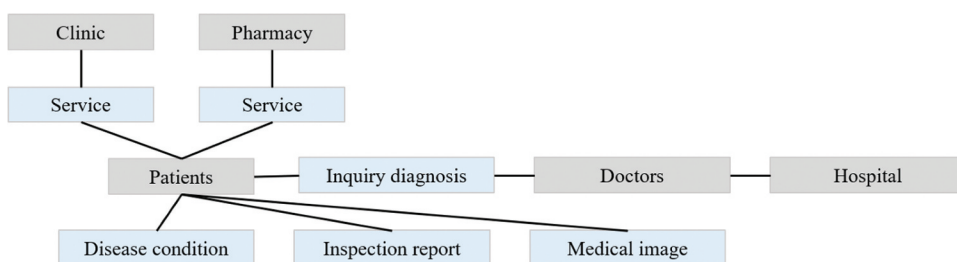 Clinic
Pharmacy
Service
Service
Patients
Inquiry diagnosis
Doctors
Hospital
Disease condition
Inspection report
Medical image